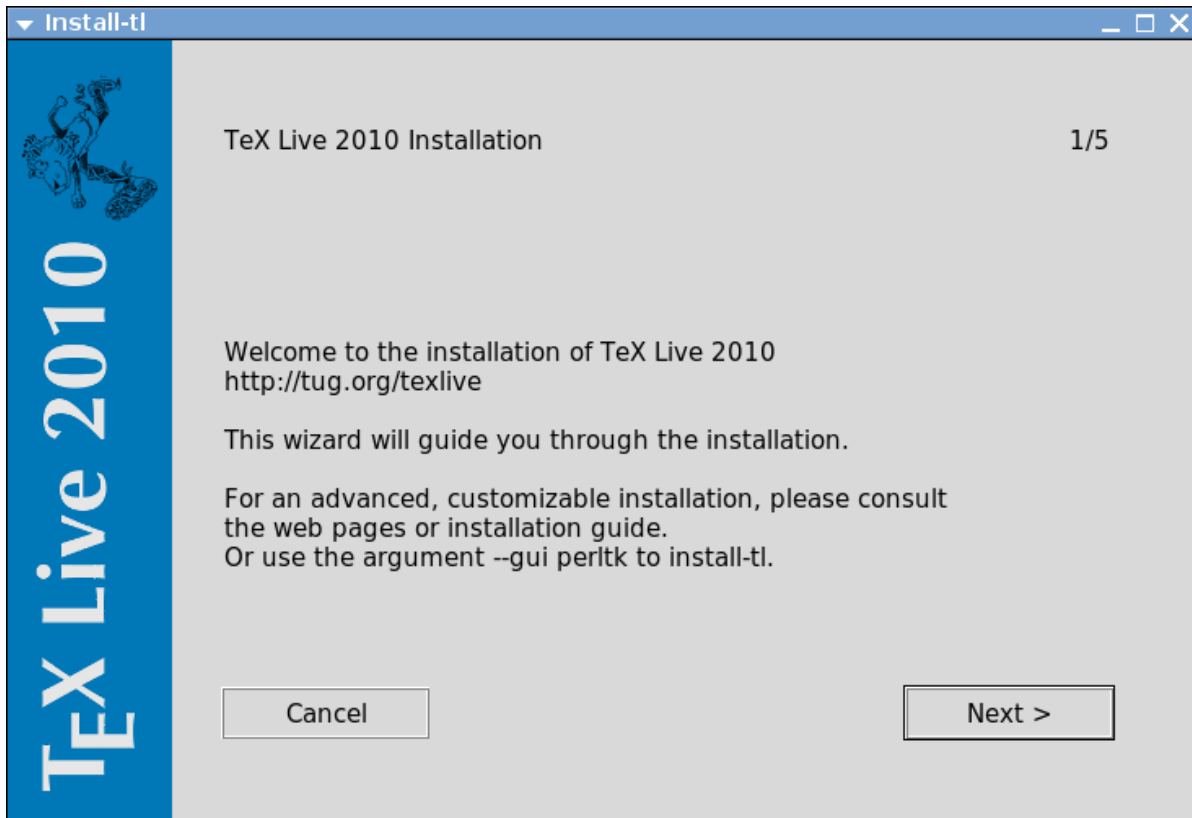 Install-tl
TeX Live 2010
TeX Live 2010 Installation
1/5
Welcome to the installation of TeX Live 2010
http://tug.org/texlive
This wizard will guide you through the installation.
For an advanced, customizable installation, please consult
the web pages or installation guide.
Or use the argument --gui perltk to install-tl.
Cancel
Next >